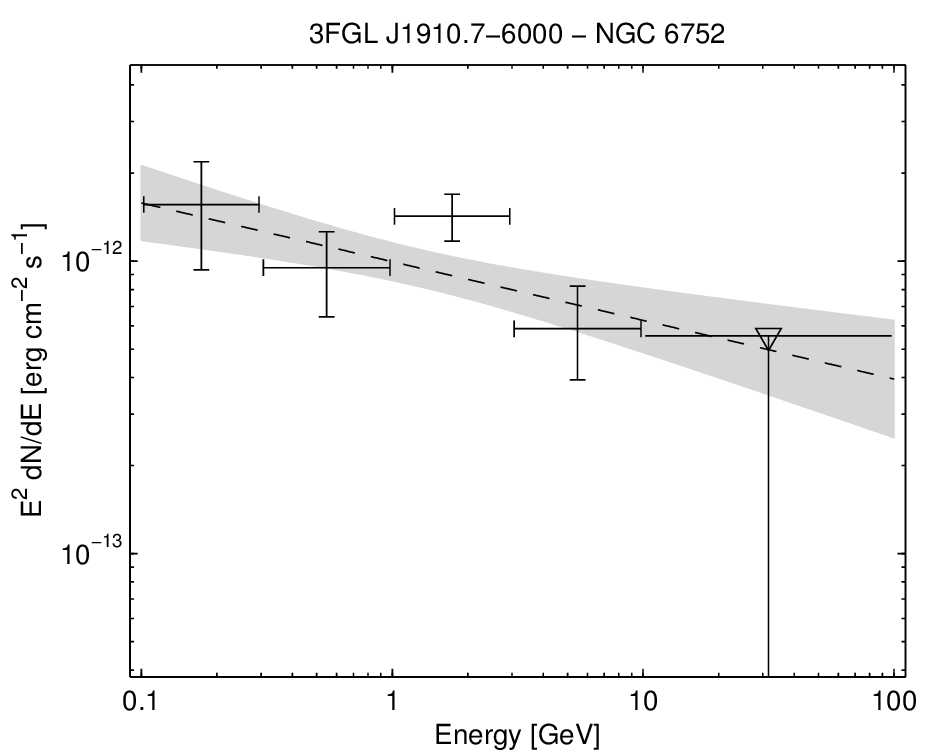 3FGL J1910.7−6000 − NGC 6752
E² dN/dE [erg cm⁻² s⁻¹]
10⁻¹²
10⁻¹³
0.1 1 10 100
Energy [GeV]